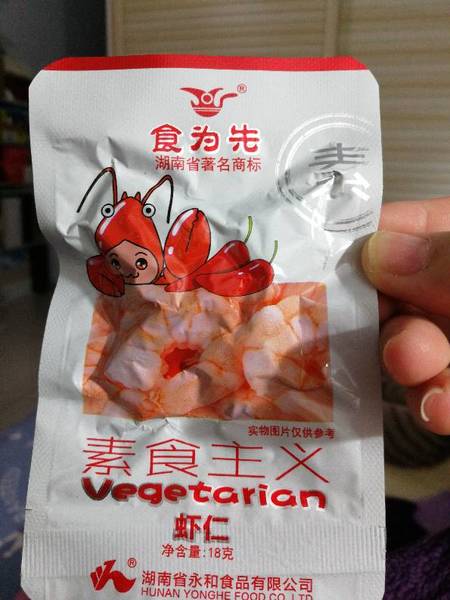 ®
食为先
湖南省著名商标
素
实物图片仅供参考
素食主义
Vegetarian
虾仁
净含量:18克
®
湖南省永和食品有限公司
HUNAN YONGHE FOOD CO.LTD